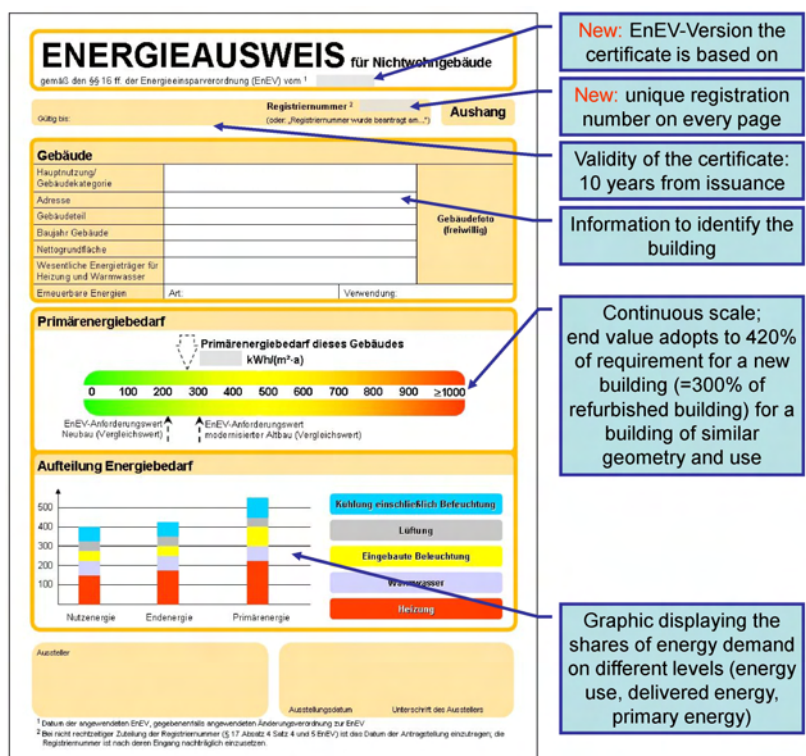 ENERGIEAUSWEIS für Nichtwohngebäude
gemäß den §§ 16 ff. der Energieeinsparverordnung (EnEV) vom ¹
Gültig bis:
Registriernummer ²
(oder: „Registriernummer wurde beantragt am...")
Aushang
Gebäude
Hauptnutzung/
Gebäudekategorie
Adresse
Gebäudeteil
Baujahr Gebäude
Nettogrundfläche
Wesentliche Energieträger für
Heizung und Warmwasser
Erneuerbare Energien
Art:
Verwendung:
Gebäudefoto
(freiwillig)
Primärenergiebedarf
Primärenergiebedarf dieses Gebäudes
kWh/(m²·a)
0 100 200 300 400 500 600 700 800 900 ≥1000
EnEV-Anforderungswert
Neubau (Vergleichswert)
EnEV-Anforderungswert
modernisierter Altbau (Vergleichswert)
Aufteilung Energiebedarf
500
400
300
200
100
Nutzenergie
Endenergie
Primärenergie
Kühlung einschließlich Befeuchtung
Lüftung
Eingebaute Beleuchtung
Warmwasser
Heizung
Aussteller
Ausstellungsdatum
Unterschrift des Ausstellers
¹ Datum der angewendeten EnEV, gegebenenfalls angewendeten Änderungsverordnung zur EnEV
² Bei nicht rechtzeitiger Zuteilung der Registriernummer (§ 17 Absatz 4 Satz 4 und 5 EnEV) ist das Datum der Antragstellung einzutragen; die
Registriernummer ist nach deren Eingang nachträglich einzusetzen.
New: EnEV-Version the
certificate is based on
New: unique registration
number on every page
Validity of the certificate:
10 years from issuance
Information to identify the
building
Continuous scale;
end value adopts to 420%
of requirement for a new
building (=300% of
refurbished building) for a
building of similar
geometry and use
Graphic displaying the
shares of energy demand
on different levels (energy
use, delivered energy,
primary energy)